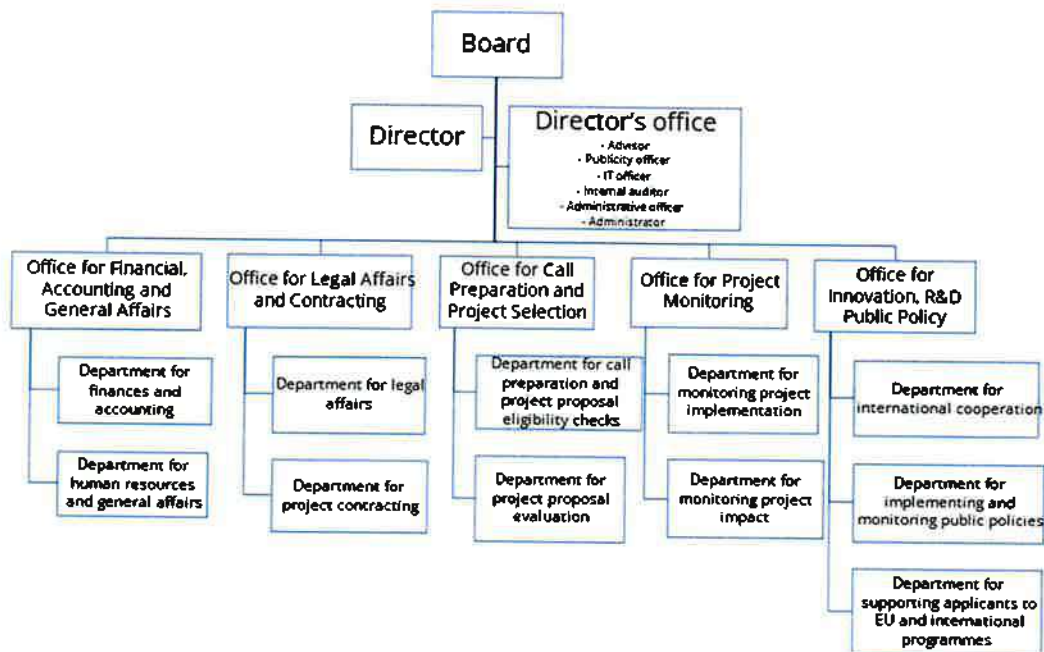 Board
Director
Director's office
- Advisor
- Publicity officer
- IT officer
- Internal auditor
- Administrative officer
- Administrator
Office for Financial,
Accounting and
General Affairs
Office for Legal Affairs
and Contracting
Office for Call
Preparation and
Project Selection
Office for Project
Monitoring
Office for
Innovation, R&D
Public Policy
Department for
finances and
accounting
Department for legal
affairs
Department for call
preparation and
project proposal
eligibility checks
Department for
monitoring project
implementation
Department for
international cooperation
Department for
human resources
and general affairs
Department for
project contracting
Department for
project proposal
evaluation
Department for
monitoring project
impact
Department for
implementing and
monitoring public policies
Department for
supporting applicants to
EU and international
programmes